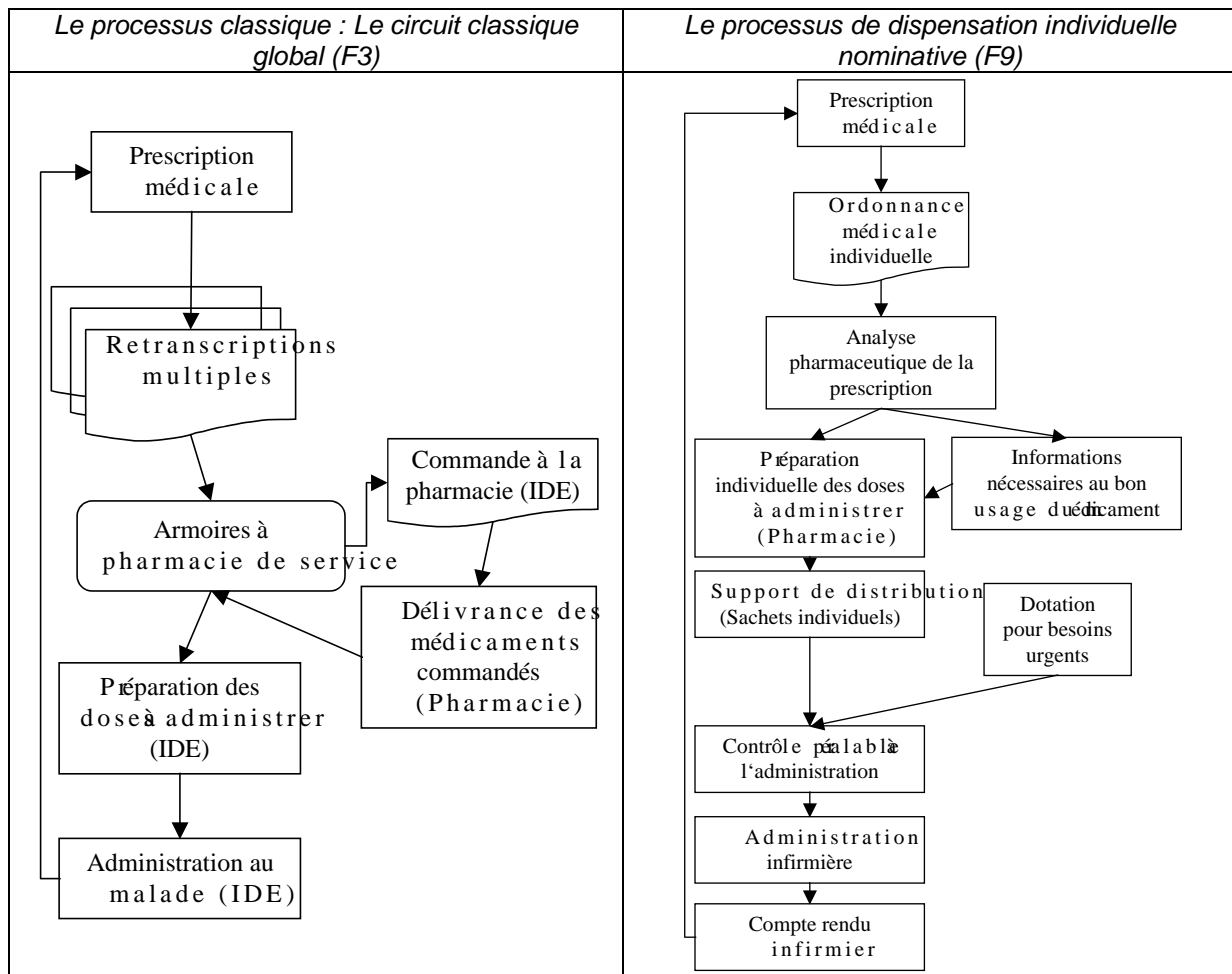 Le processus classique : Le circuit classique
global (F3)
Le processus de dispensation individuelle
nominative (F9)
Prescription
médicale
Retranscriptions
multiples
Armoires à
pharmacie de service
Commande à la
pharmacie (IDE)
Délivrance des
médicaments
commandés
(Pharmacie)
Préparation des
doses à administrer
(IDE)
Administration au
malade (IDE)
Prescription
médicale
Ordonnance
médicale
individuelle
Analyse
pharmaceutique de la
prescription
Préparation
individuelle des doses
à administrer
(Pharmacie)
Informations
nécessaires au bon
usage du médicament
Support de distribution
(Sachets individuels)
Dotation
pour besoins
urgents
Contrôle préalable à
l‘administration
Administration
infirmière
Compte rendu
infirmier